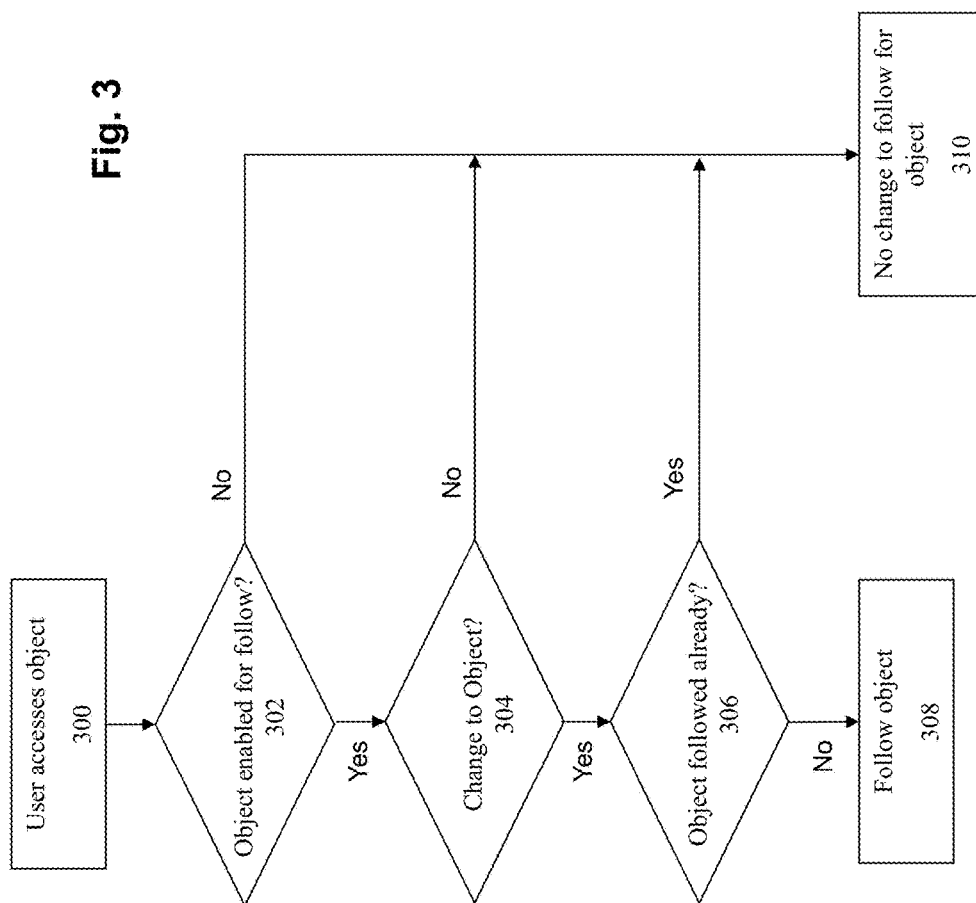 Fig. 3
User accesses object
300
Object enabled for follow?
302
No
Yes
Change to Object?
304
No
Yes
Object followed already?
306
Yes
No
Follow object
308
No change to follow for
object
310